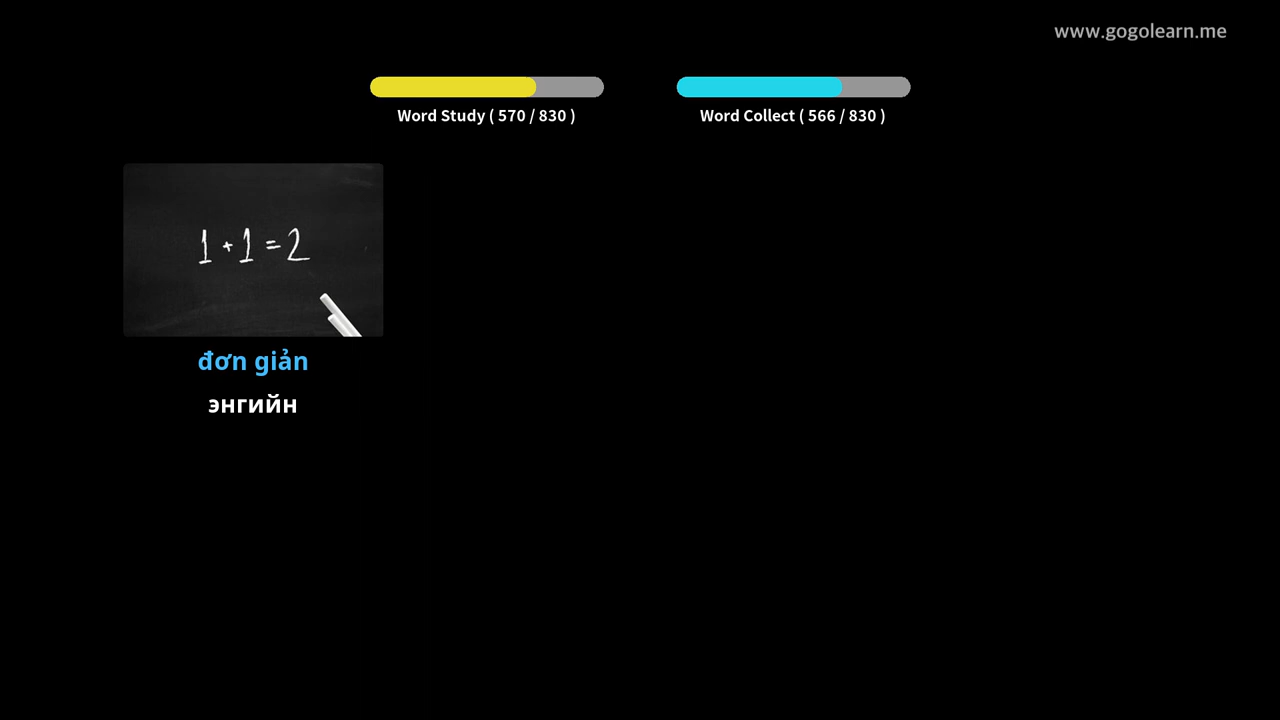 www.gogolearn.me
Word Study ( 570 / 830 )
Word Collect ( 566 / 830 )
1 + 1 = 2
đơn giản
энгийн